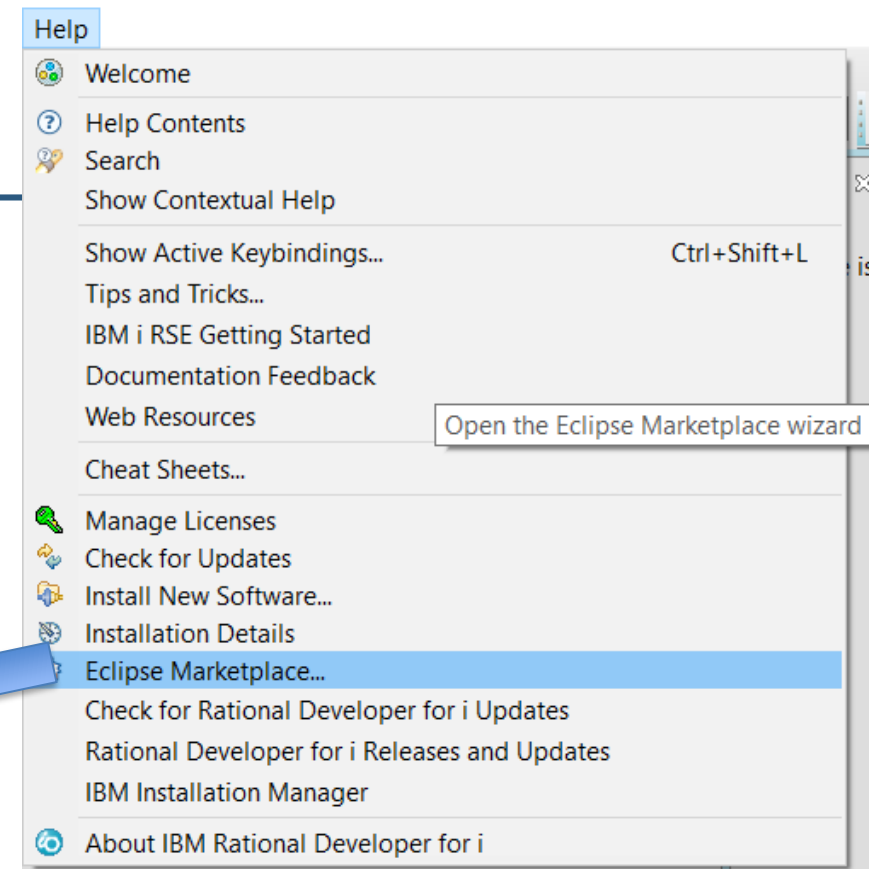 Help
Welcome
Help Contents
Search
Show Contextual Help
Show Active Keybindings... Ctrl+Shift+L
is
Tips and Tricks...
IBM i RSE Getting Started
Documentation Feedback
Web Resources
Open the Eclipse Marketplace wizard
Cheat Sheets...
Manage Licenses
Check for Updates
Install New Software...
Installation Details
Eclipse Marketplace...
Check for Rational Developer for i Updates
Rational Developer for i Releases and Updates
IBM Installation Manager
About IBM Rational Developer for i